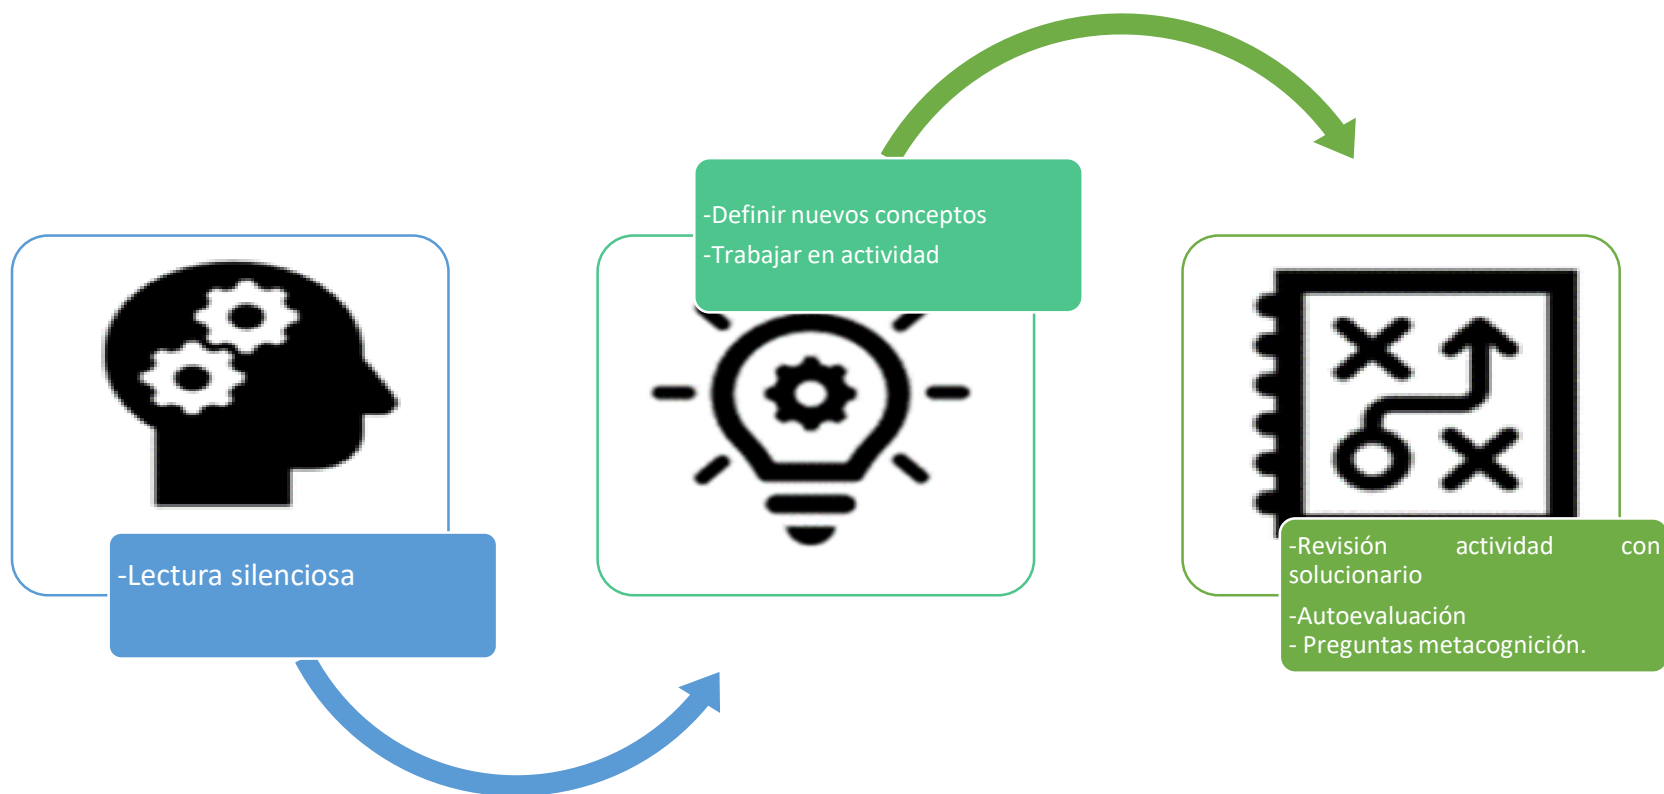 -Lectura silenciosa
-Definir nuevos conceptos
-Trabajar en actividad
-Revisión actividad con
solucionario
-Autoevaluación
- Preguntas metacognición.